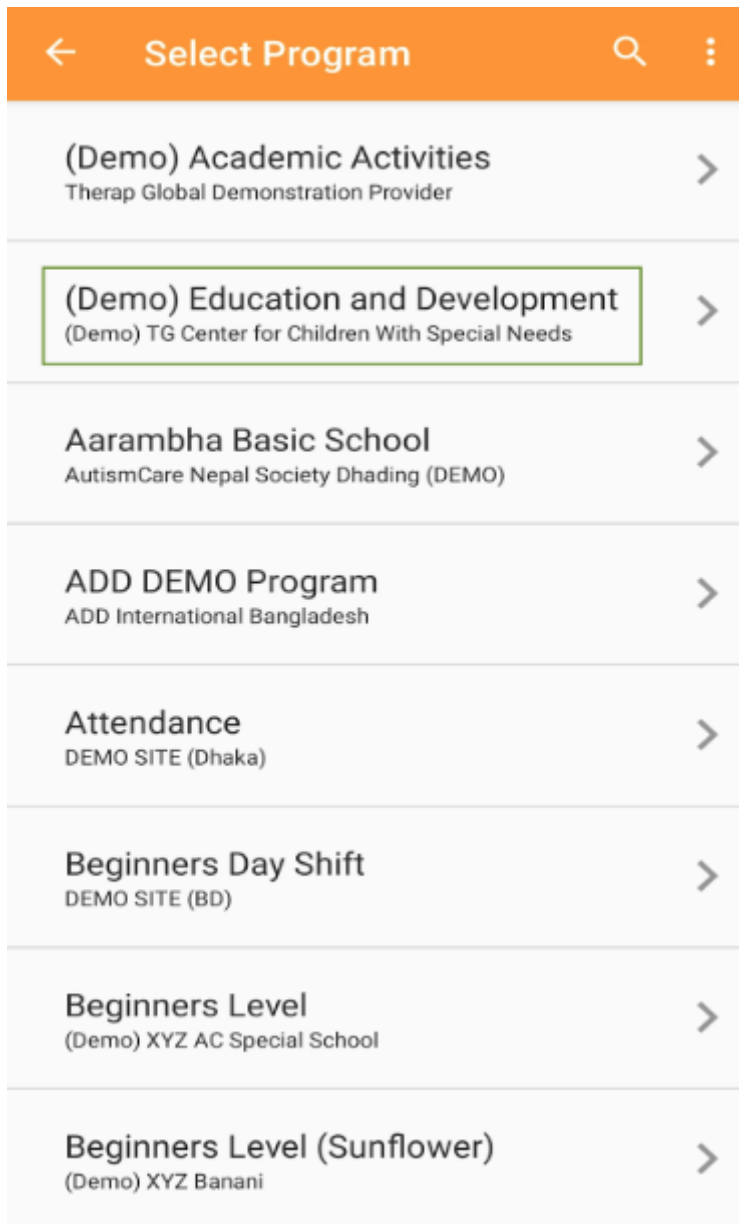 Select Program
(Demo) Academic Activities
Therap Global Demonstration Provider
(Demo) Education and Development
(Demo) TG Center for Children With Special Needs
Aarambha Basic School
AutismCare Nepal Society Dhading (DEMO)
ADD DEMO Program
ADD International Bangladesh
Attendance
DEMO SITE (Dhaka)
Beginners Day Shift
DEMO SITE (BD)
Beginners Level
(Demo) XYZ AC Special School
Beginners Level (Sunflower)
(Demo) XYZ Banani